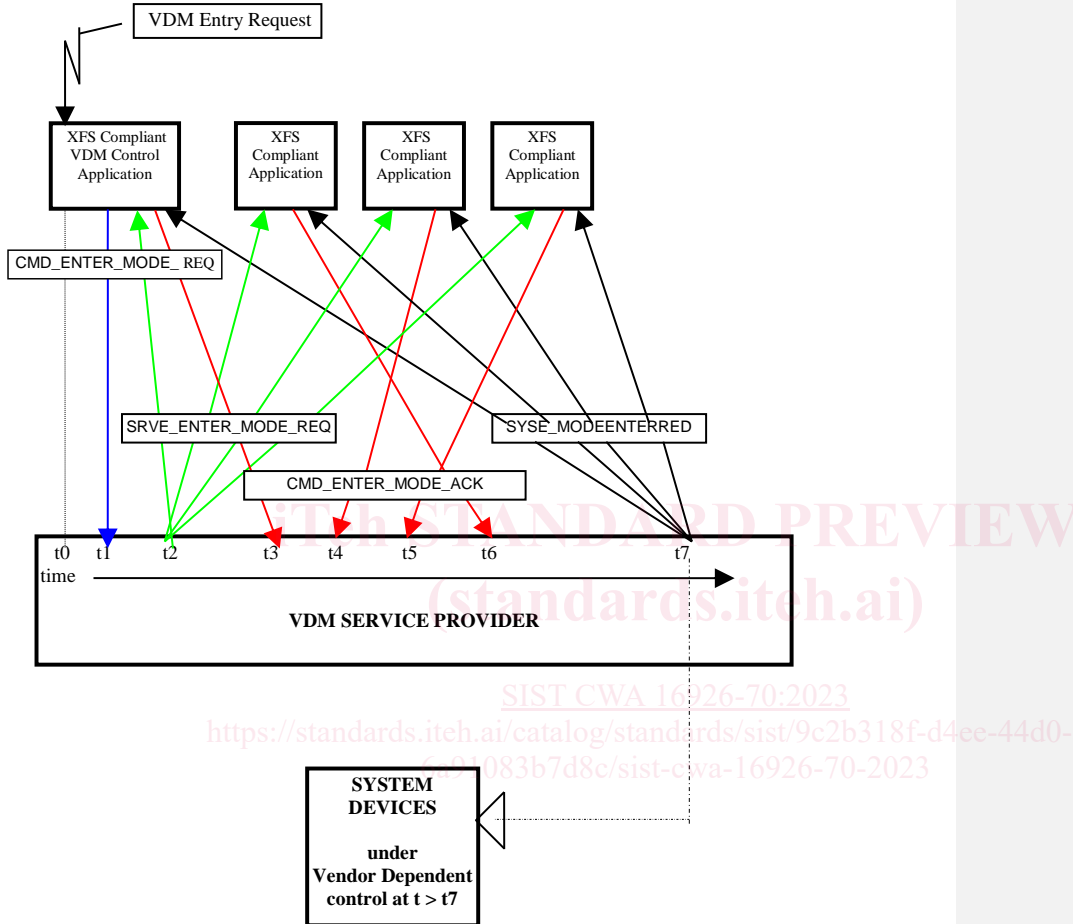 VDM Entry Request
XFS Compliant
VDM Control
Application
XFS
Compliant
Application
XFS
Compliant
Application
XFS
Compliant
Application
CMD_ENTER_MODE_ REQ
SRVE_ENTER_MODE_REQ
SYSE_MODEENTERRED
CMD_ENTER_MODE_ACK
iTeh STANDARD PREVIEW
t0 t1 t2 t3 t4 t5 t6 t7
time
(standards.iteh.ai)
VDM SERVICE PROVIDER
SIST CWA 16926-70:2023
https://standards.iteh.ai/catalog/standards/sist/9c2b318f-d4ee-44d0-
6a91083b7d8c/sist-cwa-16926-70-2023
SYSTEM
DEVICES
under
Vendor Dependent
control at t > t7